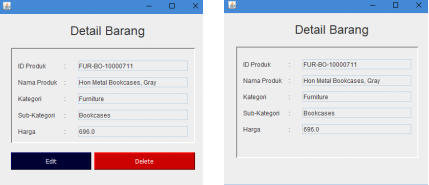 Detail Barang
ID Produk : FUR-BO-10000711
Nama Produk : Hon Metal Bookcases, Gray
Kategori : Furniture
Sub-Kategori : Bookcases
Harga : 696.0
Edit Delete
Detail Barang
ID Produk : FUR-BO-10000711
Nama Produk : Hon Metal Bookcases, Gray
Kategori : Furniture
Sub-Kategori : Bookcases
Harga : 696.0